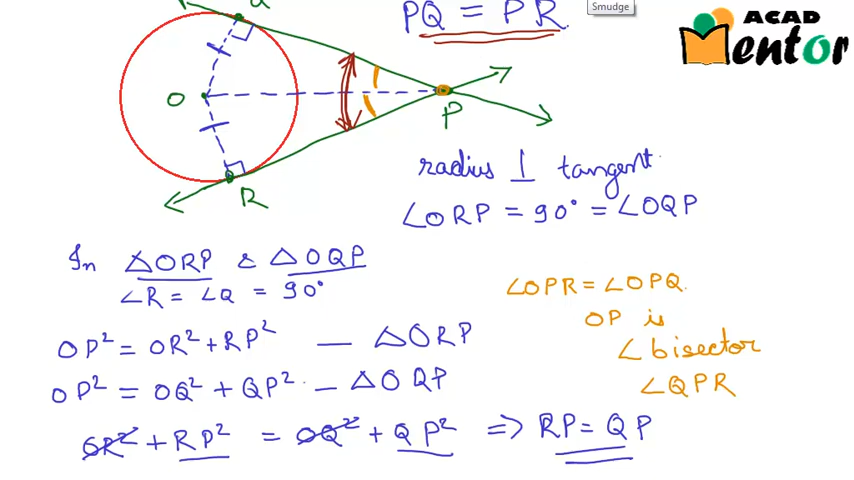 Q
PQ = PR
Smudge
ACAD
Mentor
O
P
R
radius ⊥ tangent
∠ORP = 90° = ∠OQP
In △ORP & △OQP
∠R = ∠Q = 90°
∠OPR = ∠OPQ
OP is
∠ bisector
∠QPR
OP² = OR² + RP² — △ORP
OP² = OQ² + QP² - △OQP
OR² + RP² = OQ² + QP² ⇒ RP = QP